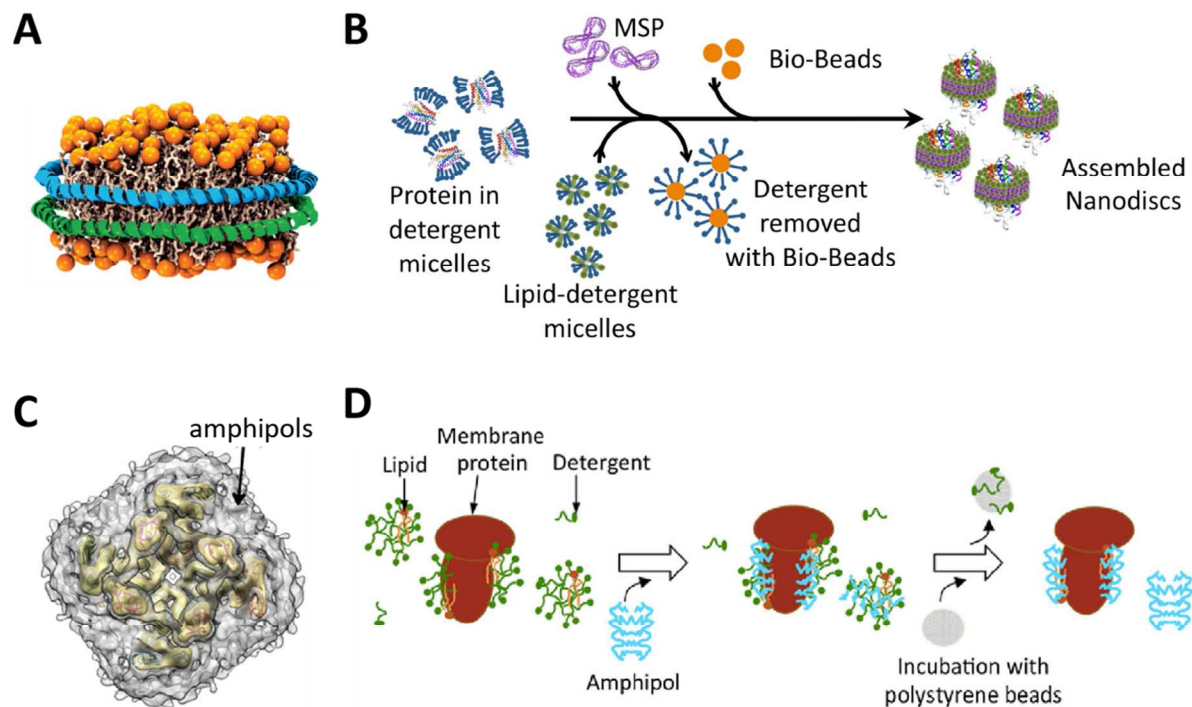 A
B
MSP
Bio-Beads
Protein in
detergent
micelles
Lipid-detergent
micelles
Detergent
removed
with Bio-Beads
Assembled
Nanodiscs
C
amphipols
D
Lipid
Membrane
protein
Detergent
Amphipol
Incubation with
polystyrene beads